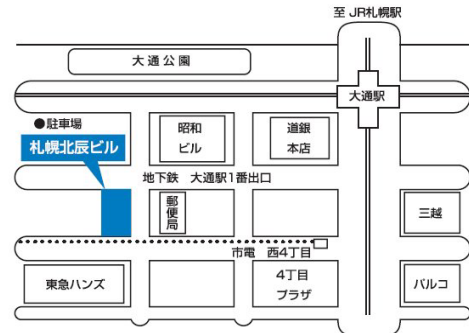 至 JR札幌駅
大通公園
大通駅
●駐車場
札幌北辰ビル
昭和
ビル
道銀
本店
地下鉄 大通駅1番出口
郵便局
三越
市電 西4丁目
東急ハンズ
4丁目
プラザ
パルコ